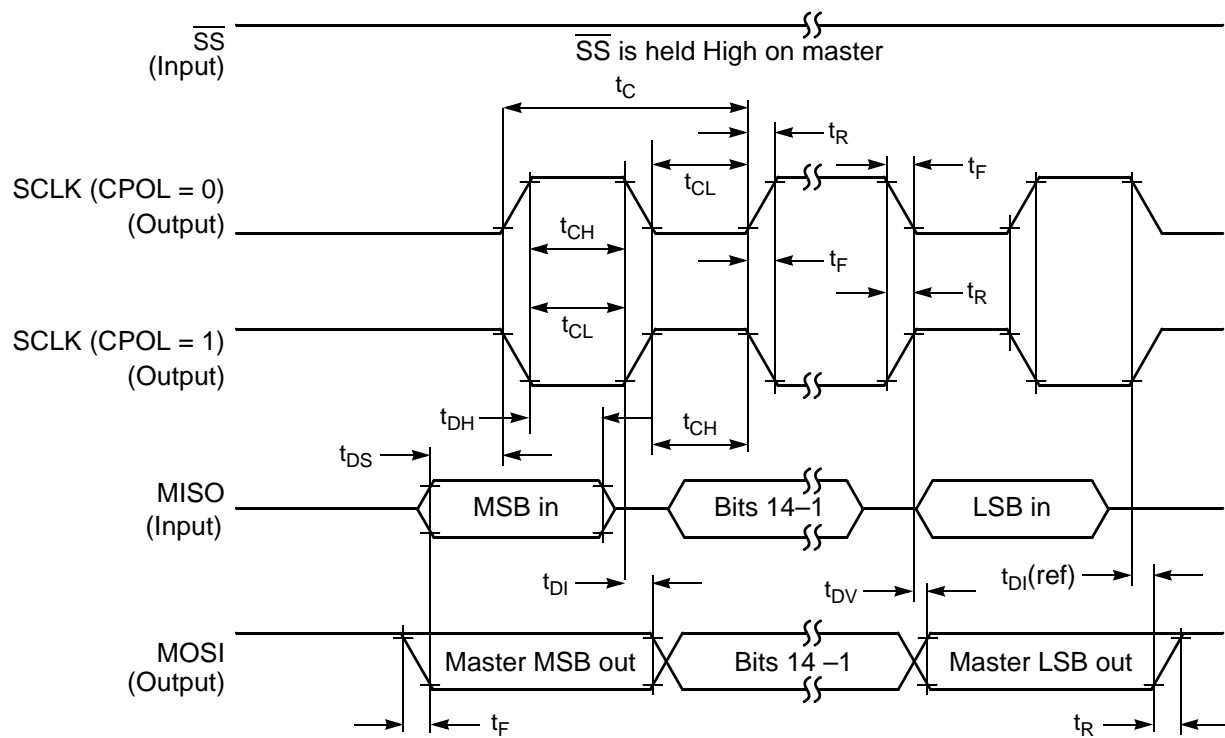 SS
(Input)
SS is held High on master
tC
tR
tF
SCLK (CPOL = 0)
(Output)
tCL
tCH
tF
tR
SCLK (CPOL = 1)
(Output)
tCL
tDH
tCH
tDS
MISO
(Input)
MSB in
Bits 14–1
LSB in
tDI
tDV
tDI(ref)
MOSI
(Output)
Master MSB out
Bits 14 –1
Master LSB out
tF
tR